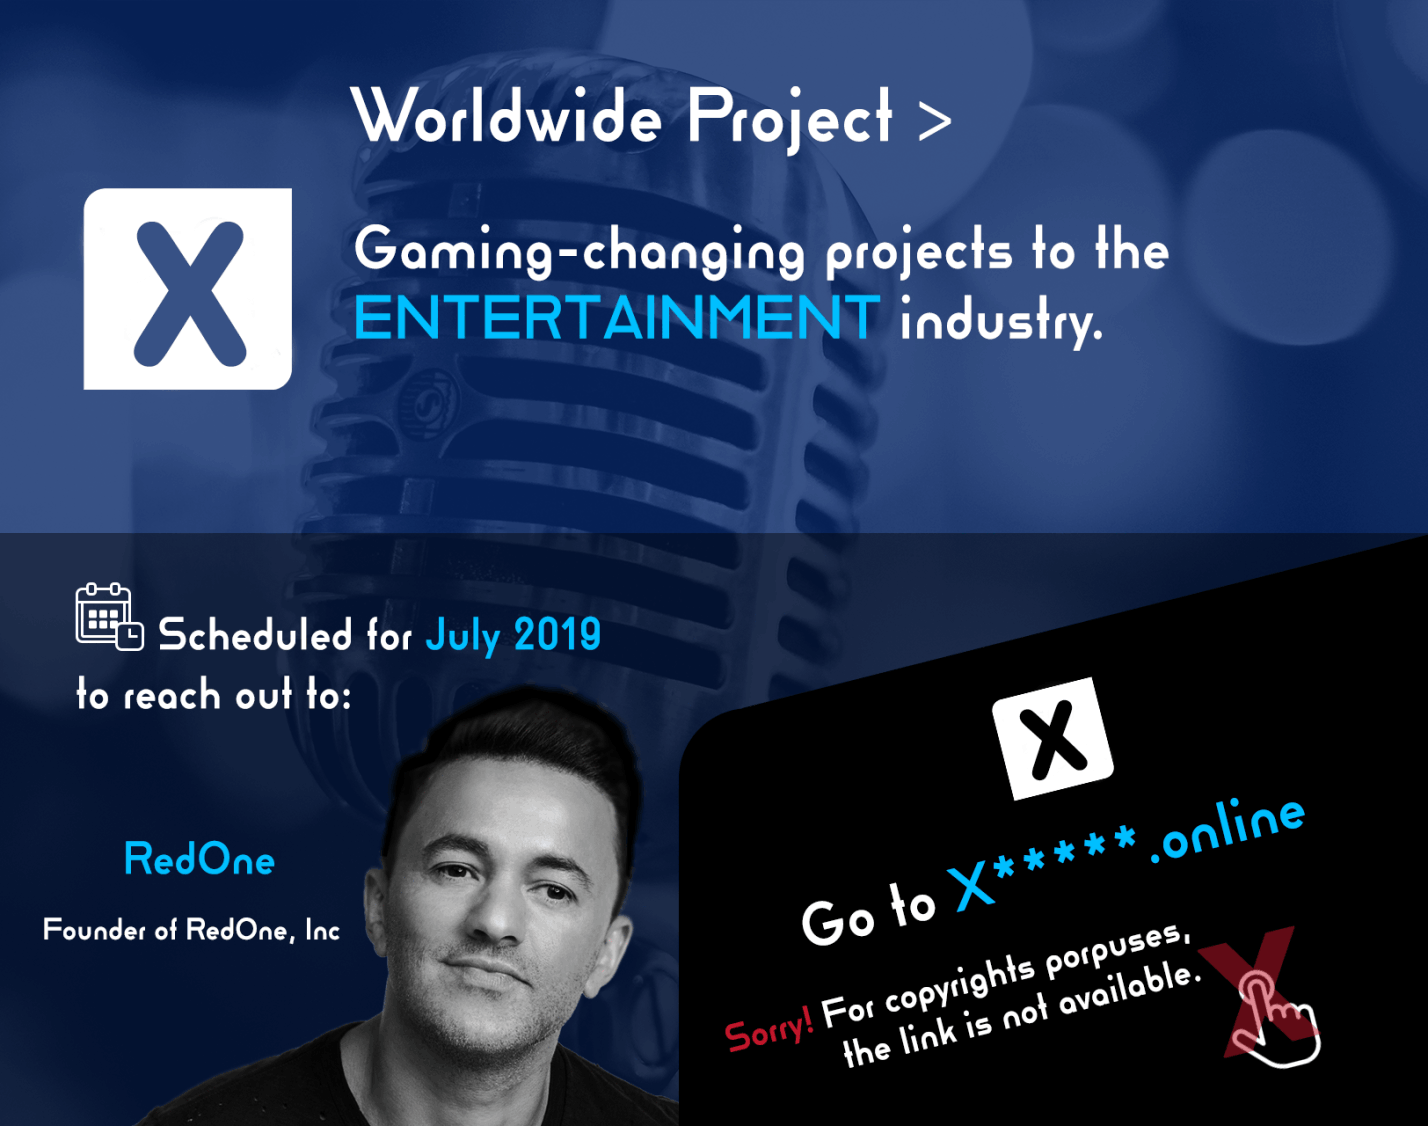 Worldwide Project >
X
Gaming-changing projects to the
ENTERTAINMENT industry.
Scheduled for July 2019
to reach out to:
RedOne
Founder of RedOne, Inc
X
Go to X***** .online
Sorry! For copyrights porpuses,
the link is not available.
X